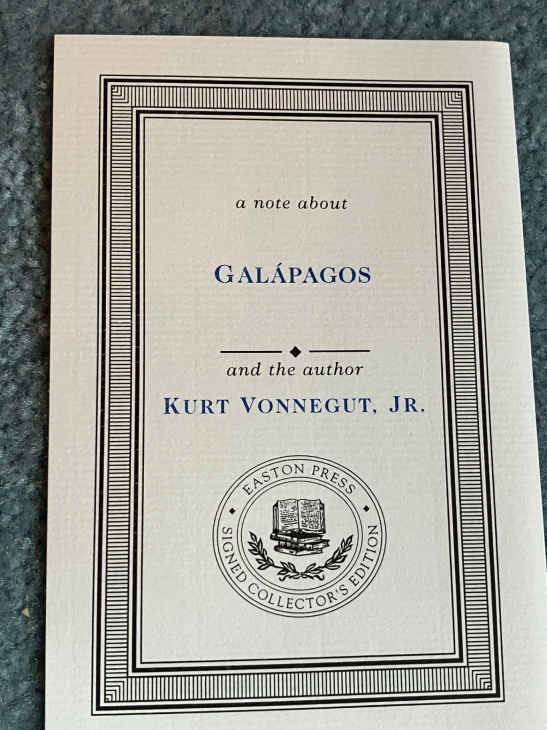 a note about
GALÁPAGOS
and the author
KURT VONNEGUT, JR.
EASTON PRESS
SIGNED COLLECTOR'S EDITION